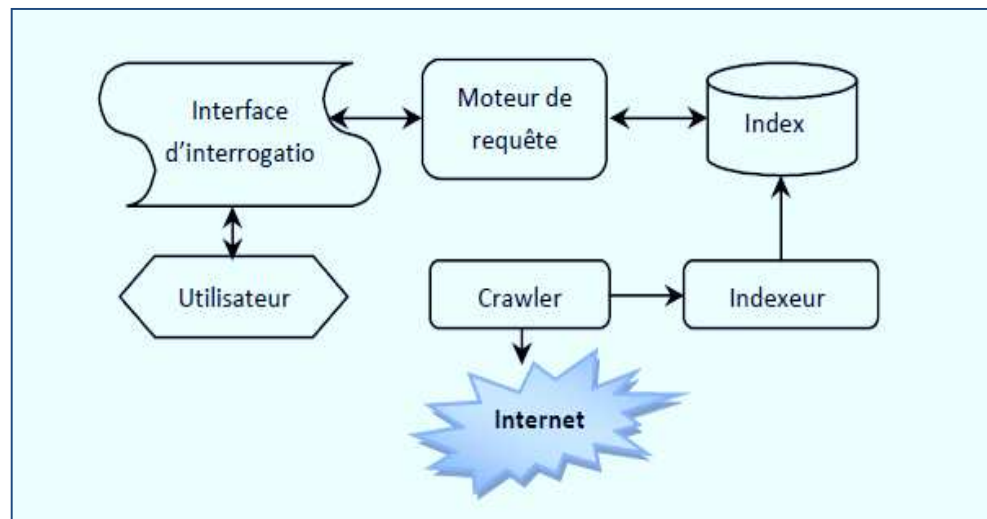 Interface
d'interrogatio
Moteur de
requête
Index
Utilisateur
Crawler
Indexeur
Internet